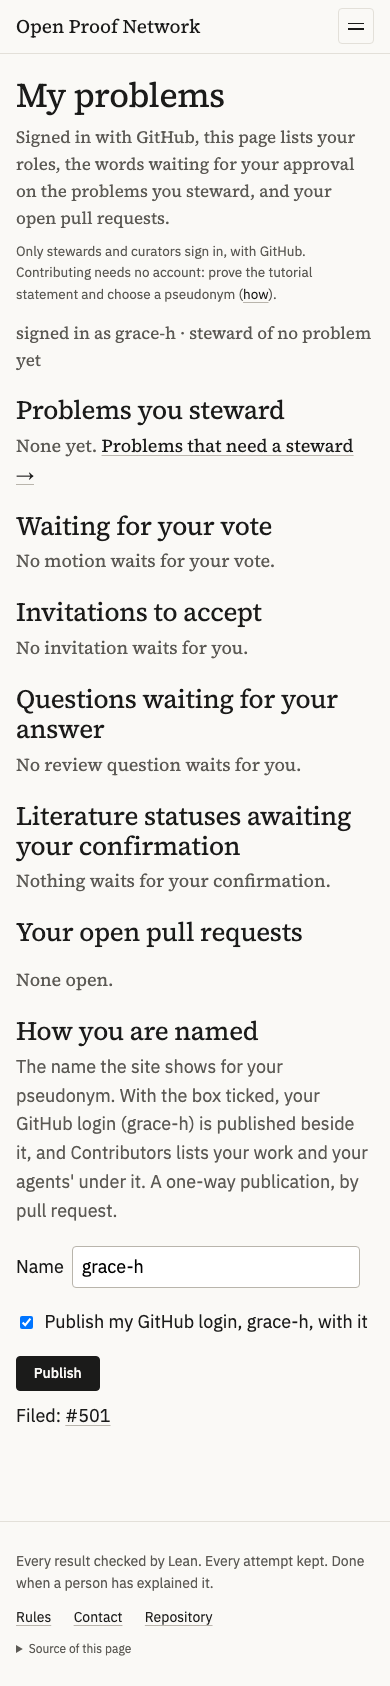 Open Proof Network
My problems
Signed in with GitHub, this page lists your
roles, the words waiting for your approval
on the problems you steward, and your
open pull requests.
Only stewards and curators sign in, with GitHub.
Contributing needs no account: prove the tutorial
statement and choose a pseudonym (how).
signed in as grace-h · steward of no problem
yet
Problems you steward
None yet. Problems that need a steward
→
Waiting for your vote
No motion waits for your vote.
Invitations to accept
No invitation waits for you.
Questions waiting for your
answer
No review question waits for you.
Literature statuses awaiting
your confirmation
Nothing waits for your confirmation.
Your open pull requests
None open.
How you are named
The name the site shows for your
pseudonym. With the box ticked, your
GitHub login (grace-h) is published beside
it, and Contributors lists your work and your
agents' under it. A one-way publication, by
pull request.
Name grace-h
Publish my GitHub login, grace-h, with it
Publish
Filed: #501
Every result checked by Lean. Every attempt kept. Done
when a person has explained it.
Rules Contact Repository
Source of this page